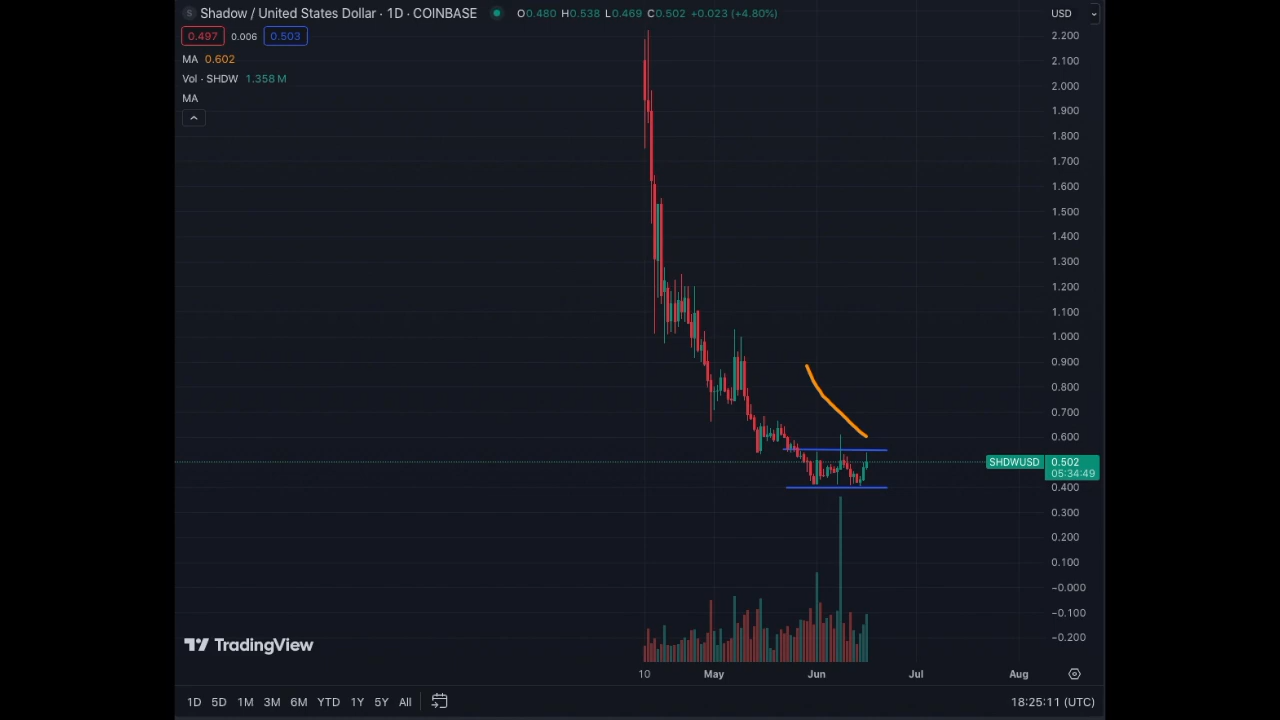 S Shadow / United States Dollar · 1D · COINBASE O0.480 H0.538 L0.469 C0.502 +0.023 (+4.80%) USD
0.497 0.006 0.503
MA 0.602
Vol · SHDW 1.358 M
MA
2.200
2.100
2.000
1.900
1.800
1.700
1.600
1.500
1.400
1.300
1.200
1.100
1.000
0.900
0.800
0.700
0.600
SHDWUSD 0.502
05:34:49
0.400
0.300
0.200
0.100
−0.000
−0.100
−0.200
TradingView
10 May Jun Jul Aug
1D 5D 1M 3M 6M YTD 1Y 5Y All 18:25:11 (UTC)